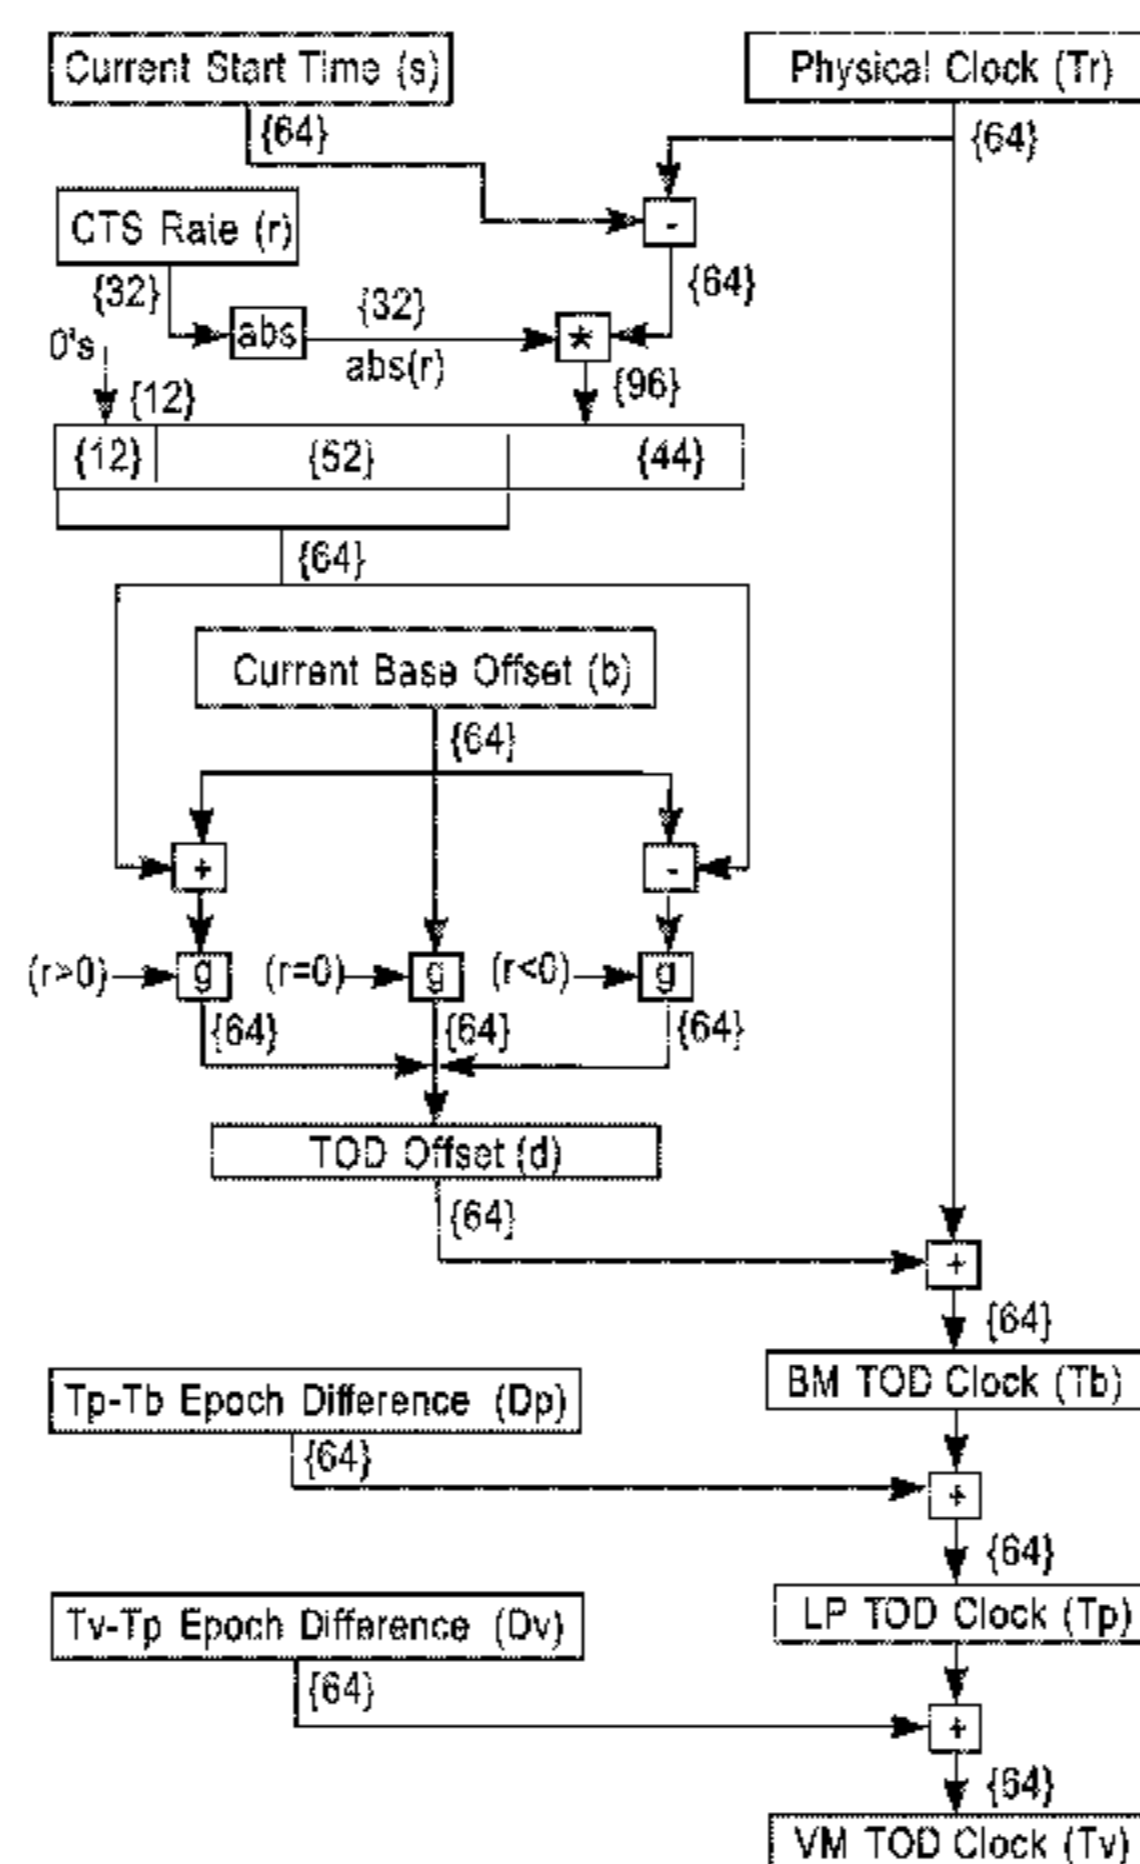 Current Start Time (s)
Physical Clock (Tr)
{64}
{64}
CTS Rate (r)
-
{32}
{64}
abs
{32}
*
0's
abs(r)
{12}
{96}
{12}
{52}
{44}
{64}
Current Base Offset (b)
{64}
+
-
(r>0)
g
(r=0)
g
(r<0)
g
{64}
{64}
{64}
TOD Offset (d)
{64}
+
{64}
BM TOD Clock (Tb)
Tp-Tb Epoch Difference (Dp)
{64}
+
{64}
LP TOD Clock (Tp)
Tv-Tp Epoch Difference (Dv)
{64}
+
{64}
VM TOD Clock (Tv)